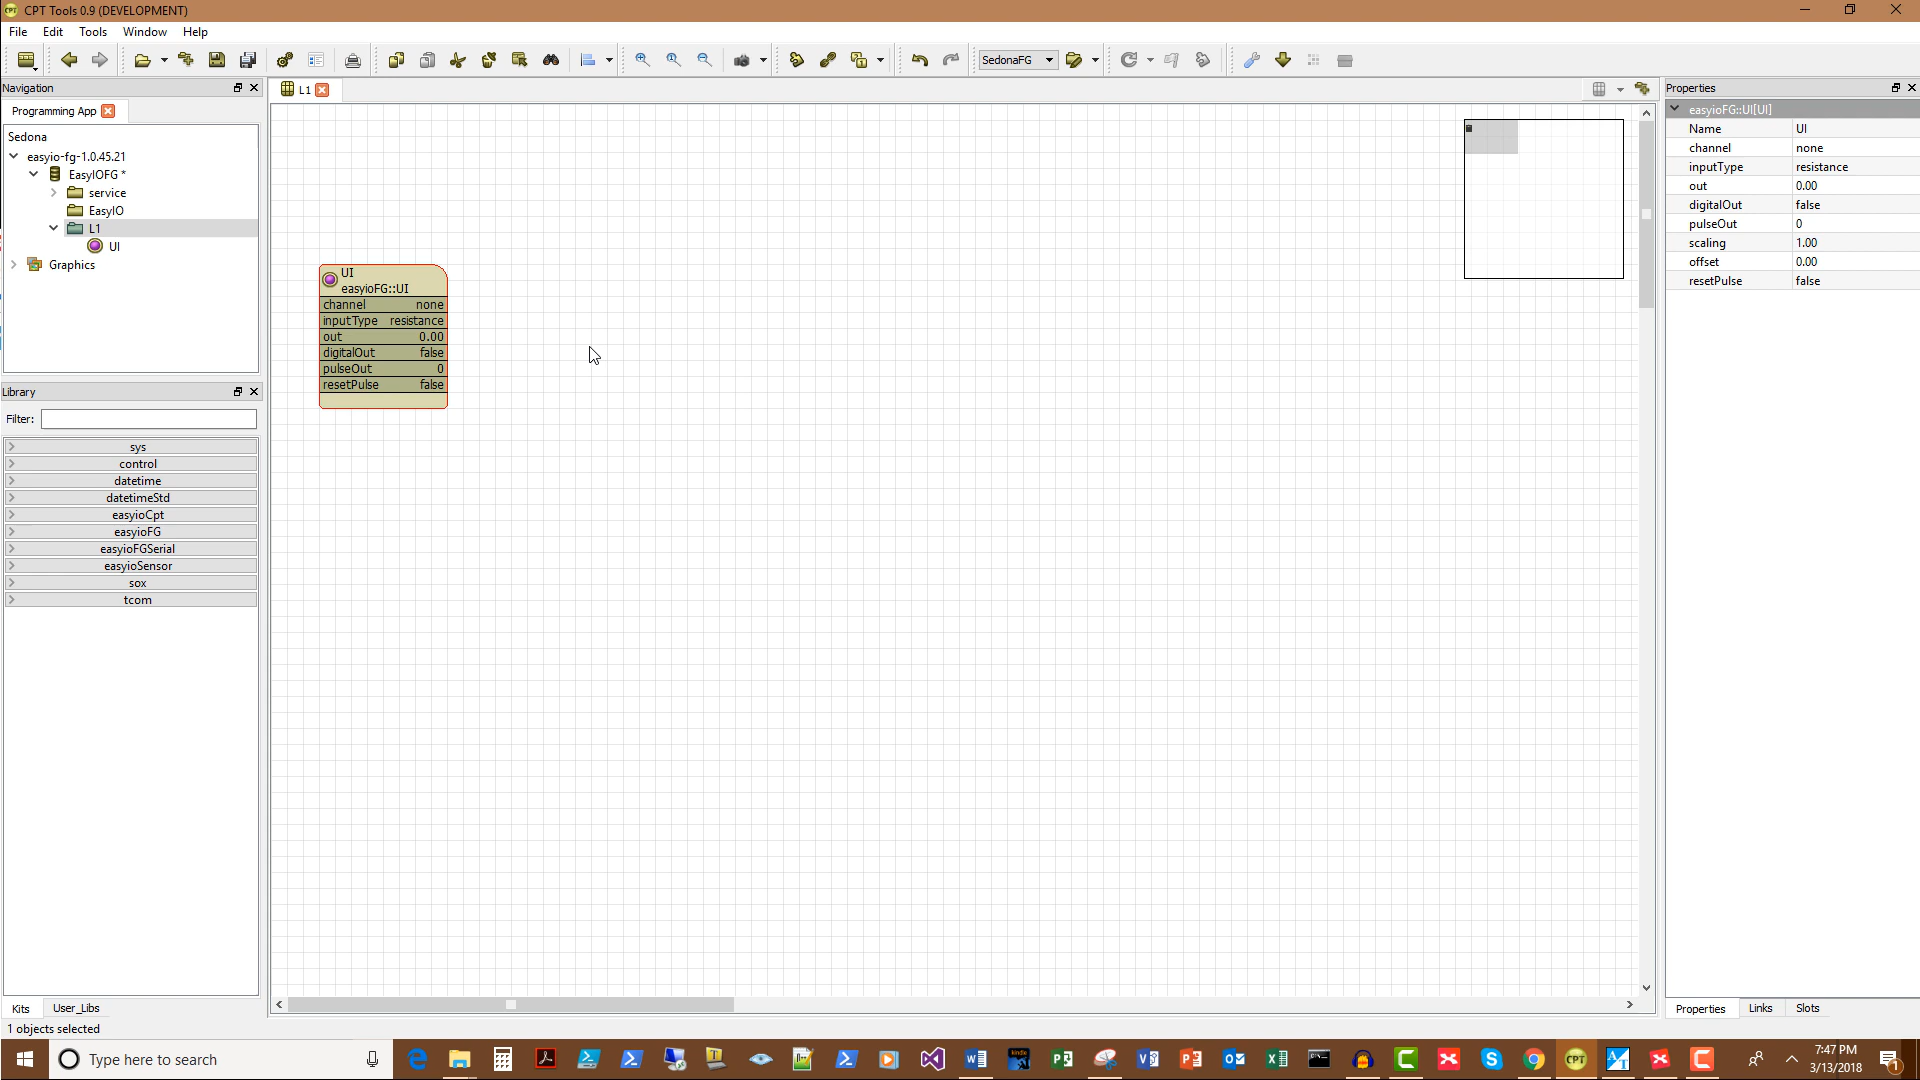 CPT Tools 0.9 (DEVELOPMENT)
File Edit Tools Window Help
SedonaFG
Navigation
Programming App
Sedona
easyio-fg-1.0.45.21
EasyIOFG *
service
EasyIO
L1
UI
Graphics
Library
Filter:
sys
control
datetime
datetimeStd
easyioCpt
easyioFG
easyioFGSerial
easyioSensor
sox
tcom
Kits User_Libs
1 objects selected
L1
UI
easyioFG::UI
channel none
inputType resistance
out 0.00
digitalOut false
pulseOut 0
resetPulse false
Properties
easyioFG::UI[UI]
Name UI
channel none
inputType resistance
out 0.00
digitalOut false
pulseOut 0
scaling 1.00
offset 0.00
resetPulse false
Properties Links Slots
Type here to search
CPT
7:47 PM
3/13/2018
1